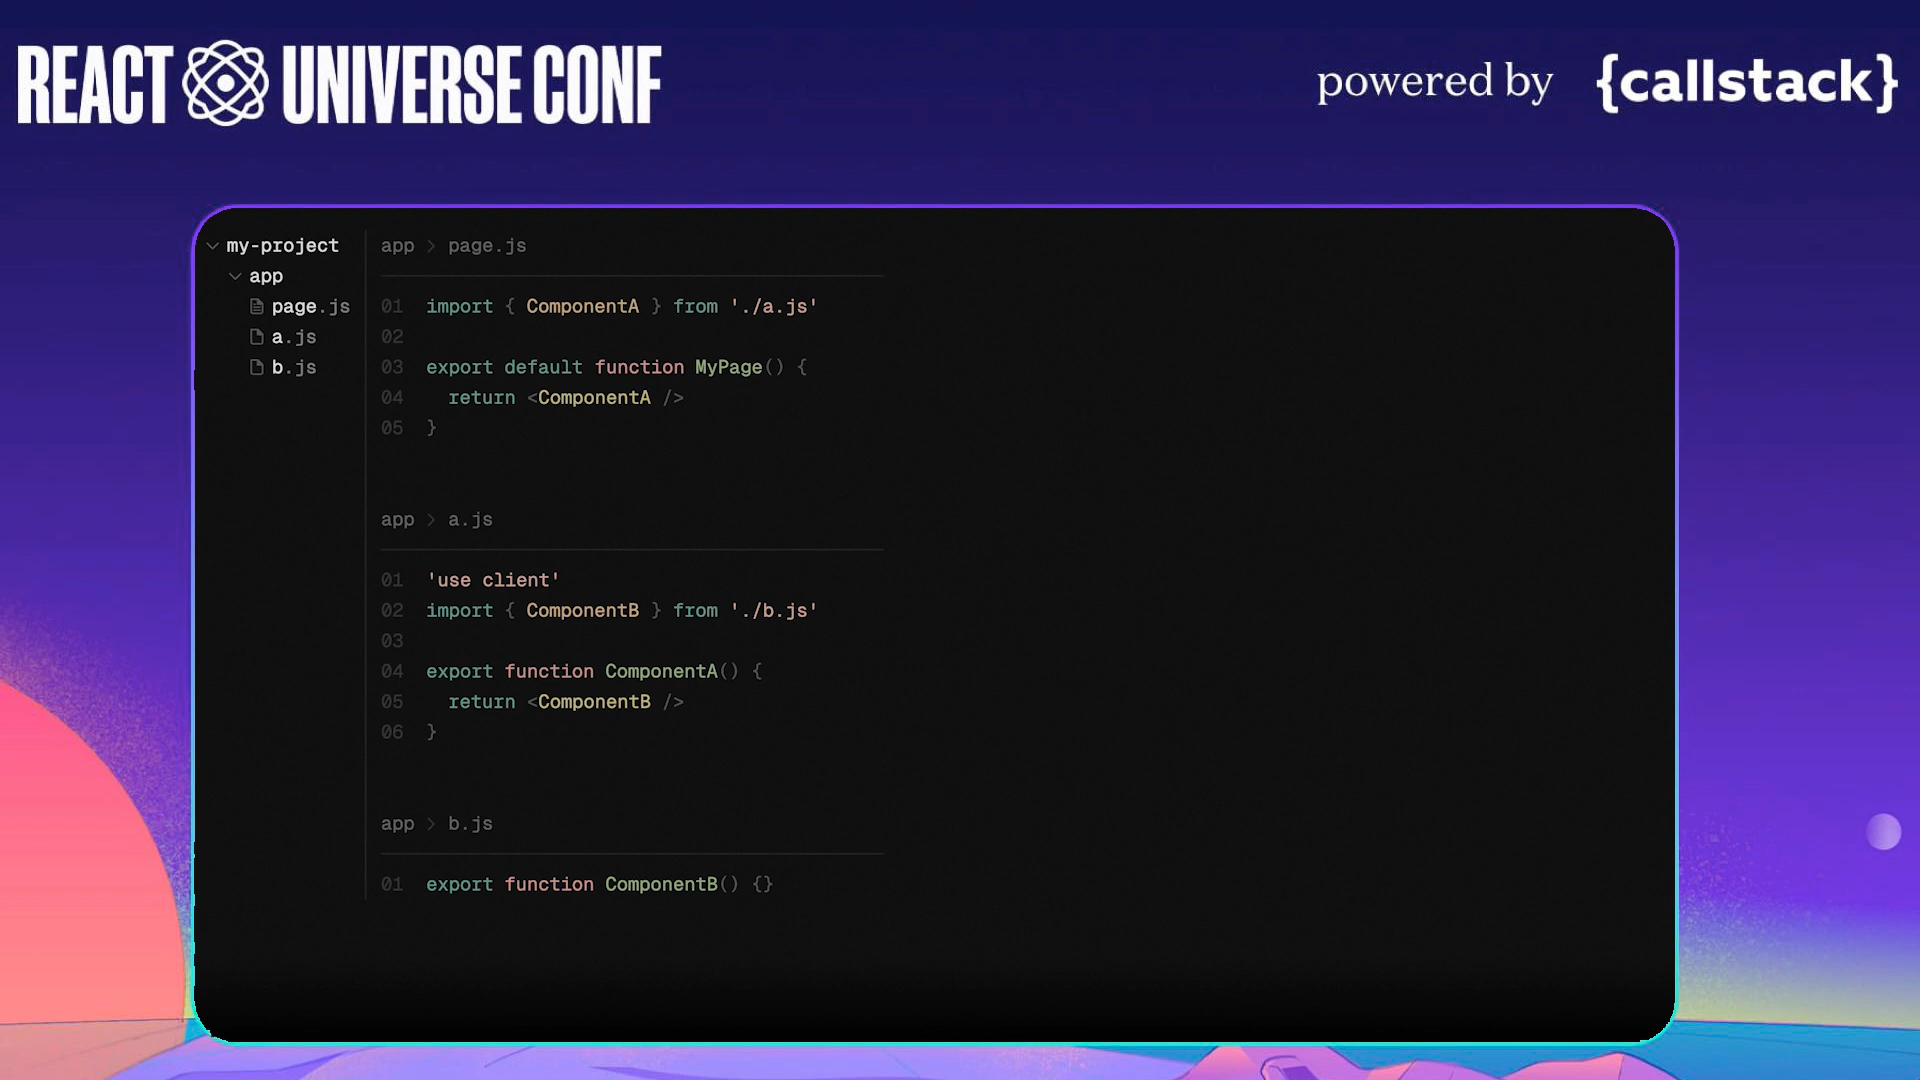 REACT UNIVERSE CONF
powered by {callstack}
my-project
app
page.js
a.js
b.js
app > page.js
01 import { ComponentA } from './a.js'
02
03 export default function MyPage() {
04   return <ComponentA />
05 }
app > a.js
01 'use client'
02 import { ComponentB } from './b.js'
03
04 export function ComponentA() {
05   return <ComponentB />
06 }
app > b.js
01 export function ComponentB() {}